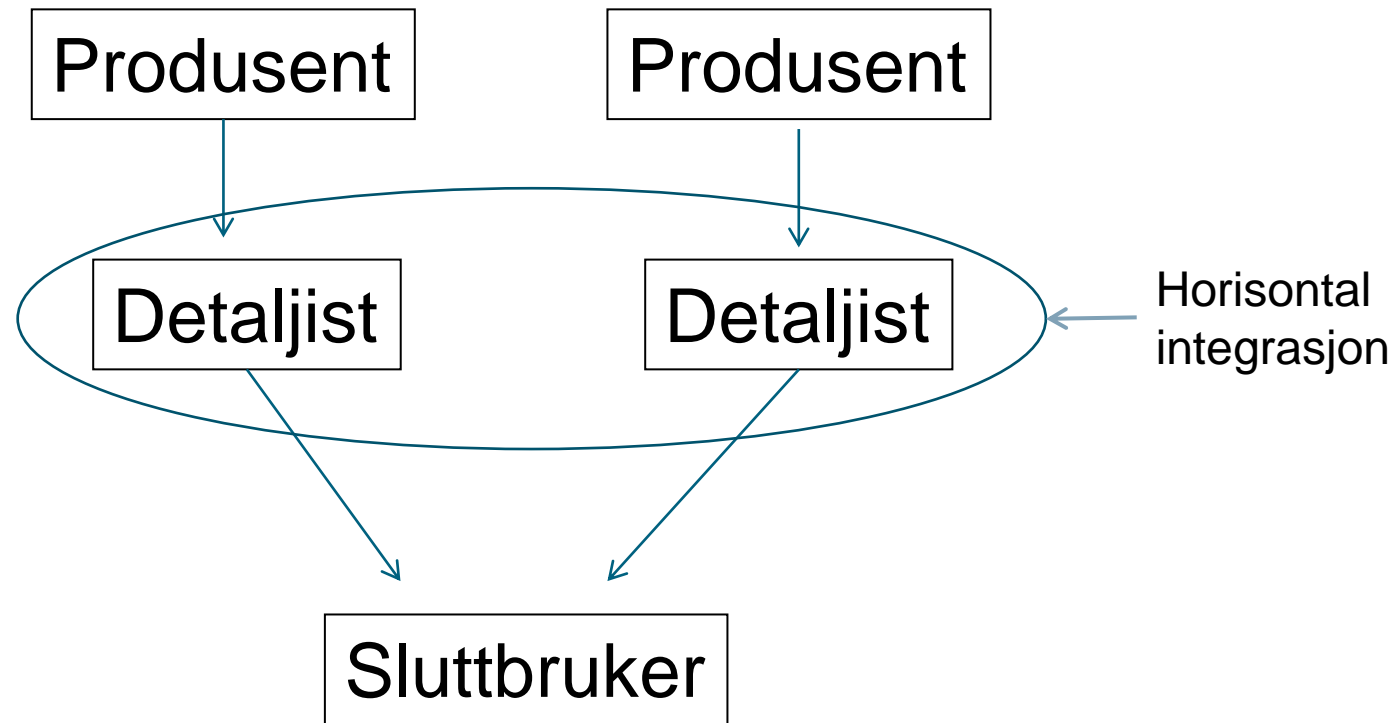 Produsent
Produsent
Detaljist
Detaljist
Horisontal
integrasjon
Sluttbruker